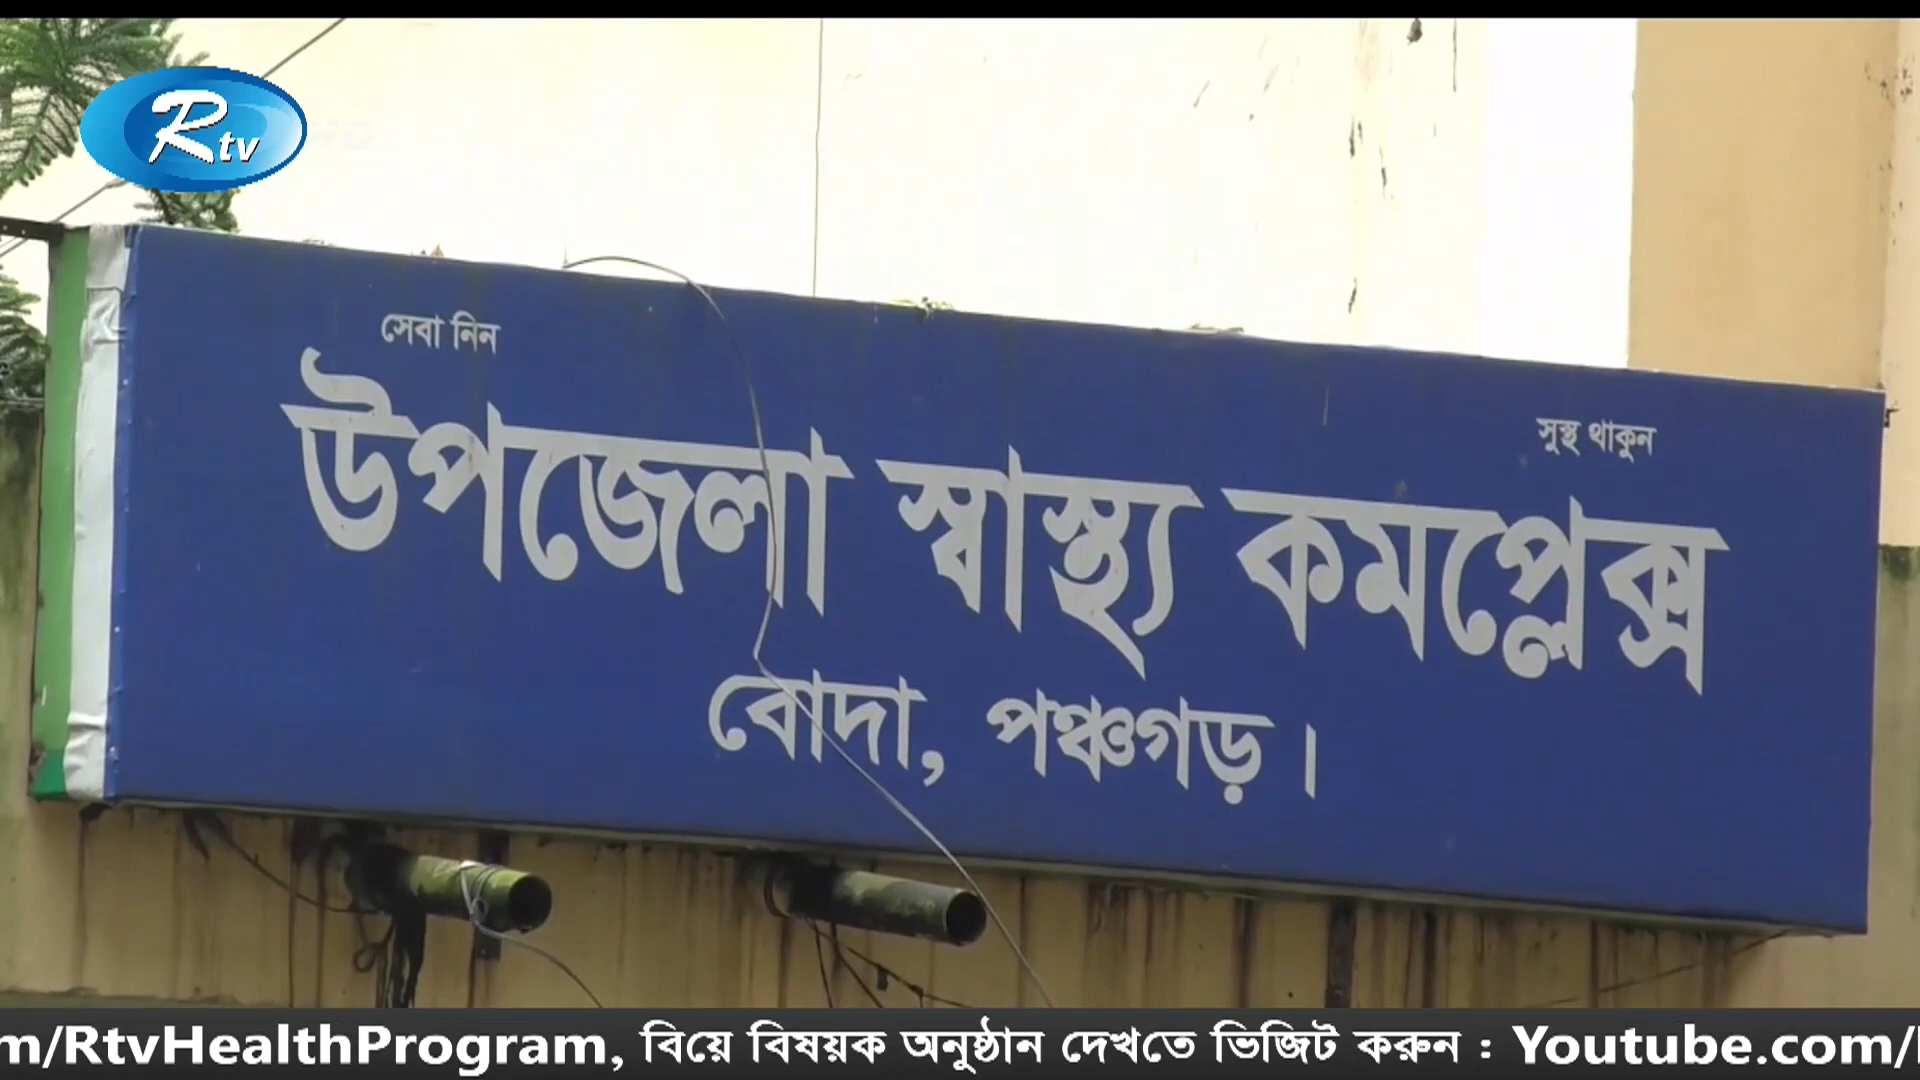 Rtv
সেবা নিন
সুস্থ থাকুন
উপজেলা স্বাস্থ্য কমপ্লেক্স
বোদা, পঞ্চগড়।
m/RtvHealthProgram, বিয়ে বিষয়ক অনুষ্ঠান দেখতে ভিজিট করুন : Youtube.com/